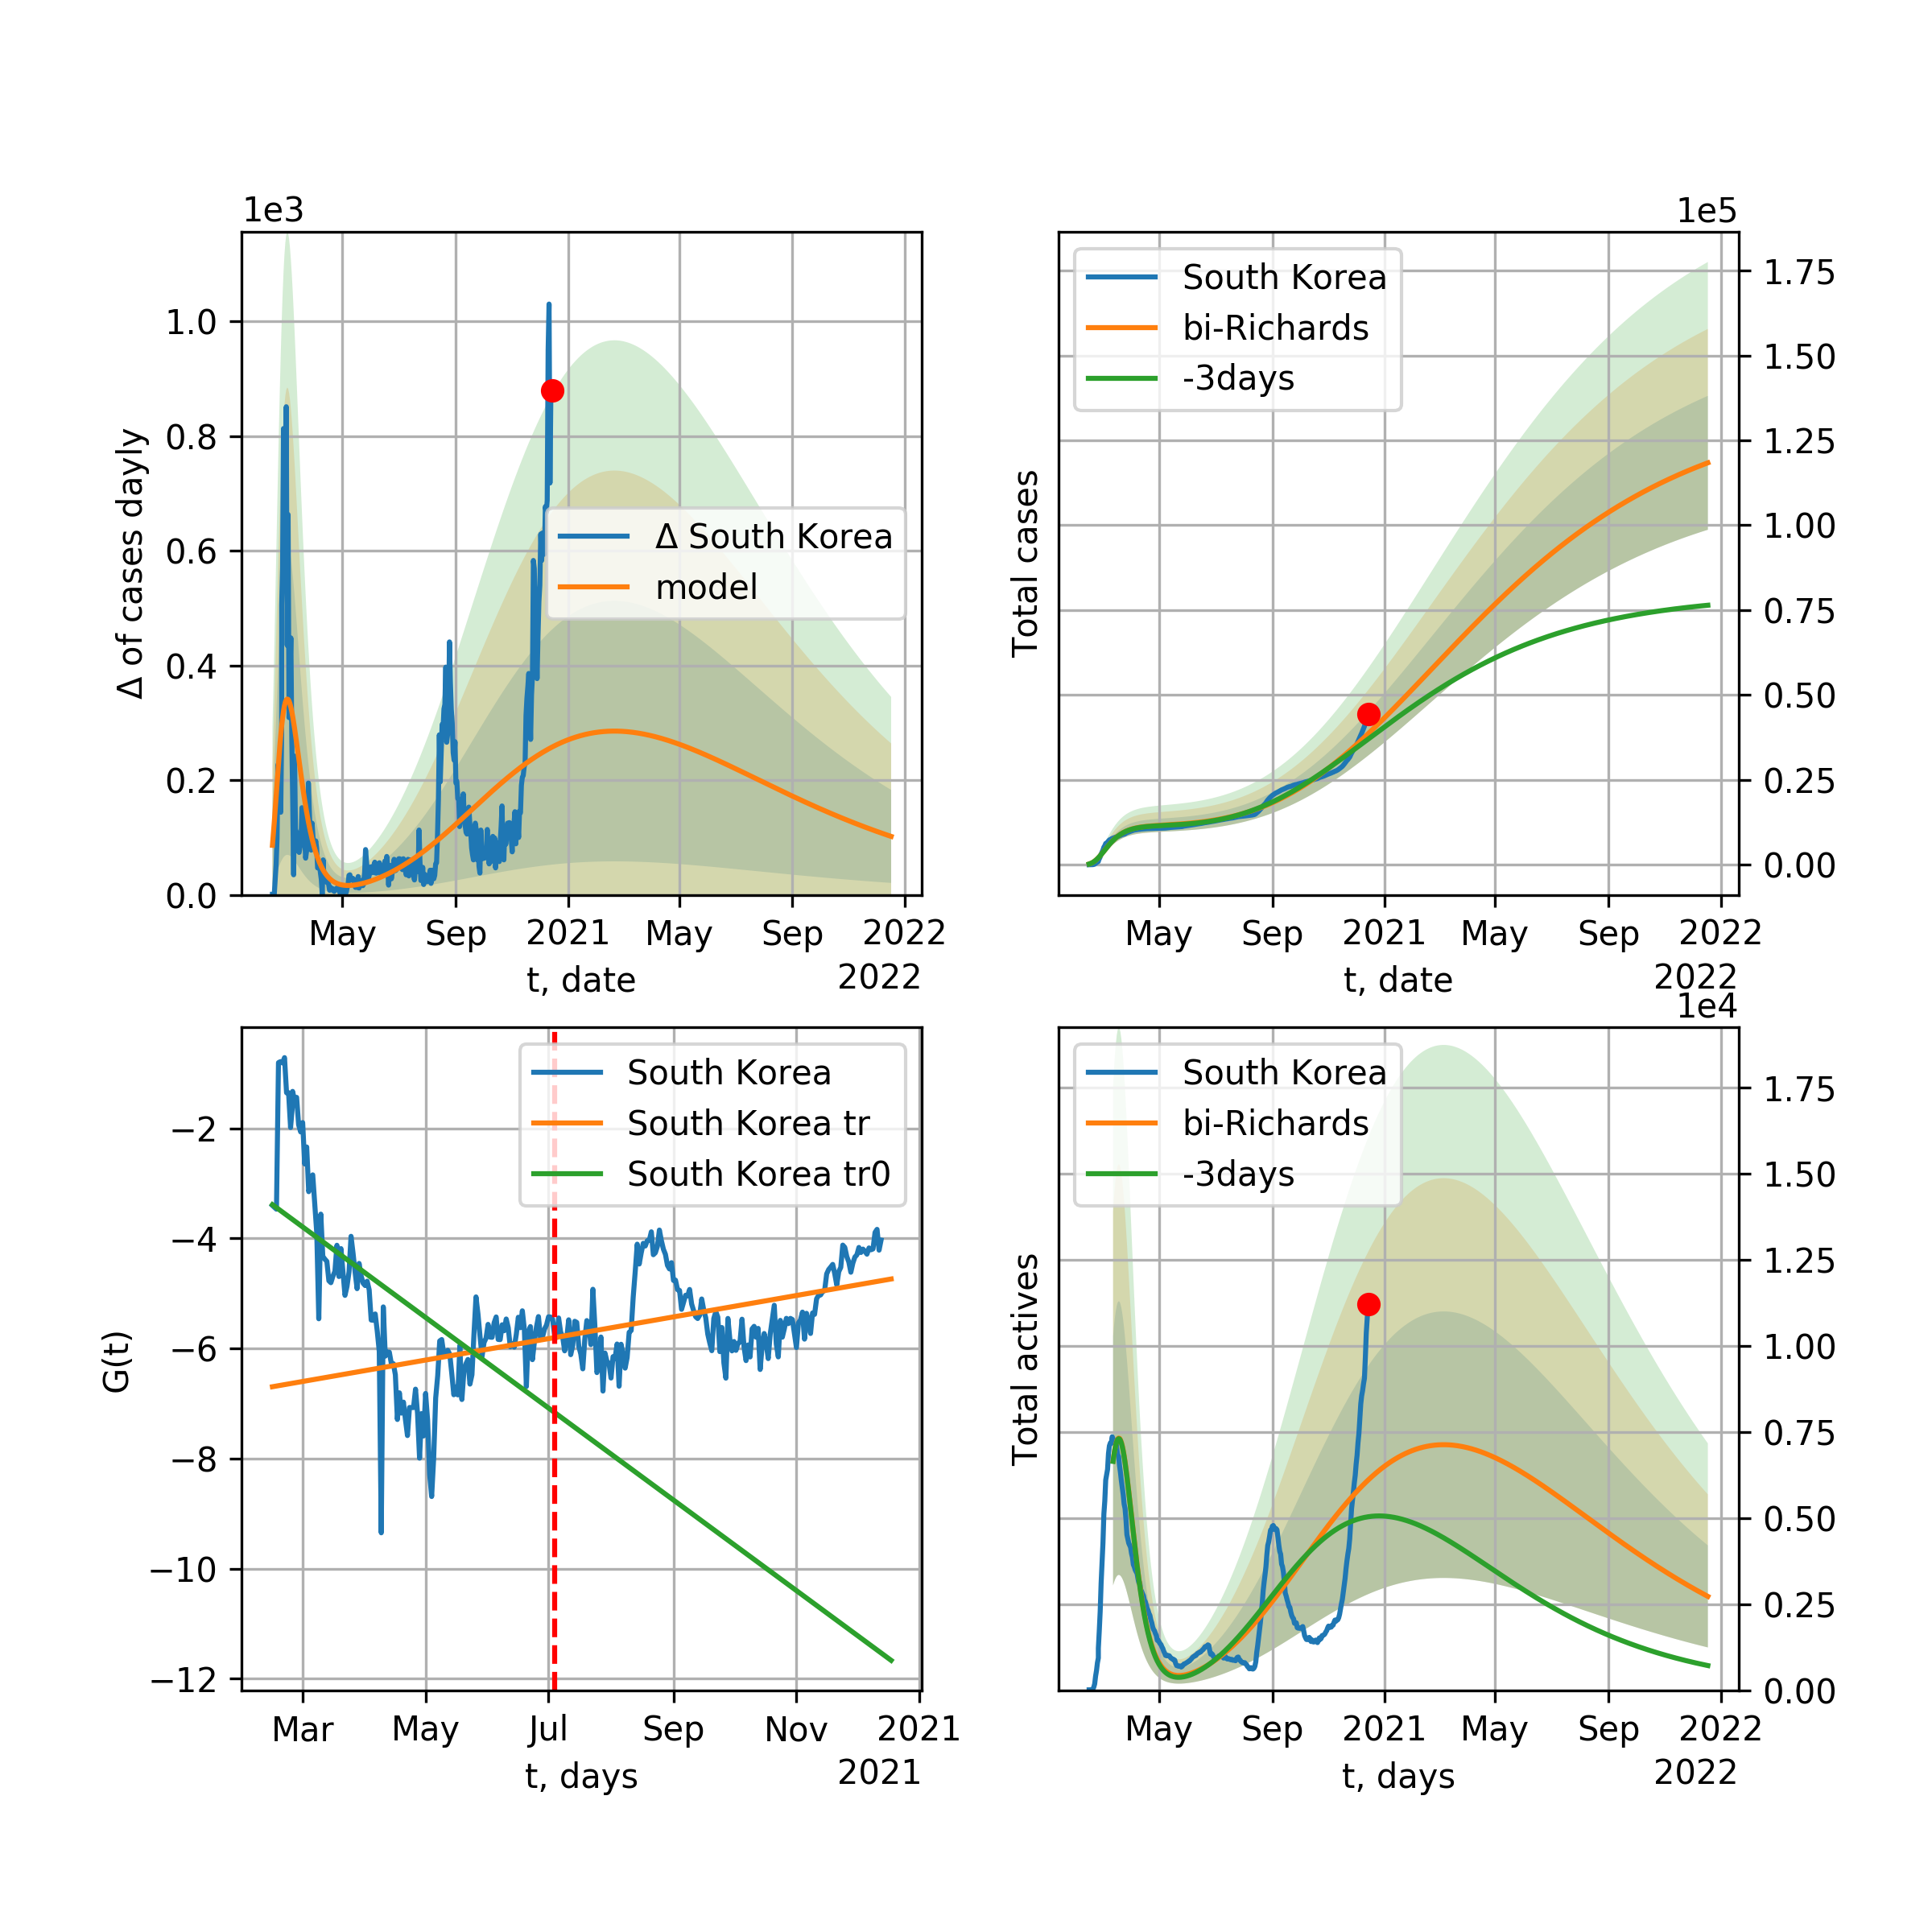 1e3
Δ of cases dayly
1.0
0.8
0.6
0.4
0.2
0.0
Δ South Korea
model
May Sep 2021 May Sep 2022
t, date
2022
1e5
South Korea
bi-Richards
-3days
Total cases
1.75
1.50
1.25
1.00
0.75
0.50
0.25
0.00
May Sep 2021 May Sep 2022
t, date
2022
G(t)
−2
−4
−6
−8
−10
−12
South Korea
South Korea tr
South Korea tr0
Mar May Jul Sep Nov 2021
t, days
2021
1e4
South Korea
bi-Richards
-3days
Total actives
1.75
1.50
1.25
1.00
0.75
0.50
0.25
0.00
May Sep 2021 May Sep 2022
t, days
2022